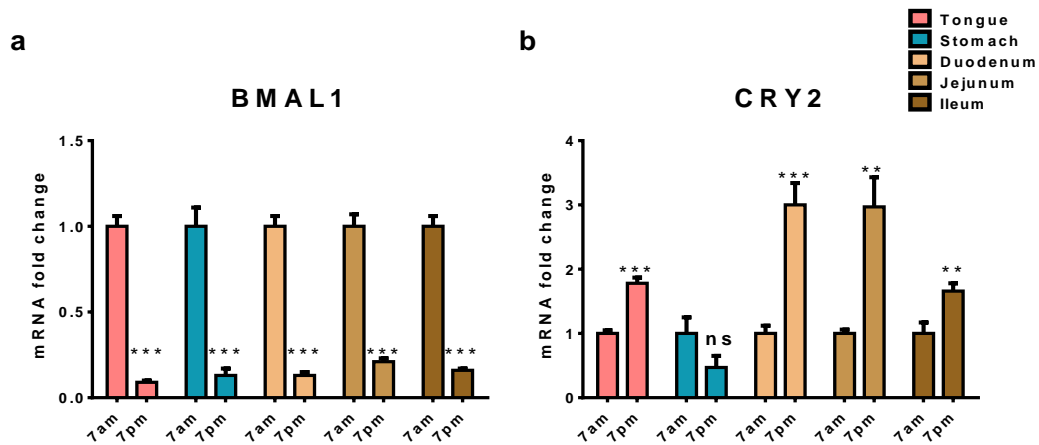 a
BMAL1
mRNA fold change
1.5
1.0
0.5
0.0
*** *** *** *** ***
7am 7pm 7am 7pm 7am 7pm 7am 7pm 7am 7pm
b
CRY2
mRNA fold change
4
3
2
1
0
*** ns *** ** **
7am 7pm 7am 7pm 7am 7pm 7am 7pm 7am 7pm
Tongue
Stomach
Duodenum
Jejunum
Ileum